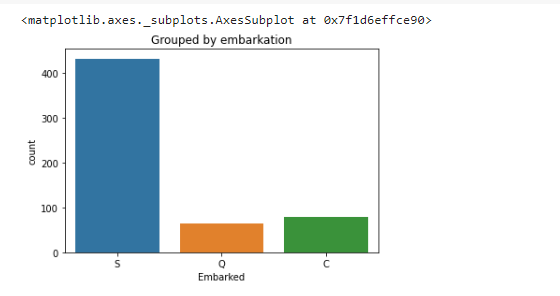 <matplotlib.axes._subplots.AxesSubplot at 0x7f1d6effce90>
Grouped by embarkation
400
300
200
100
0
count
S Q C
Embarked